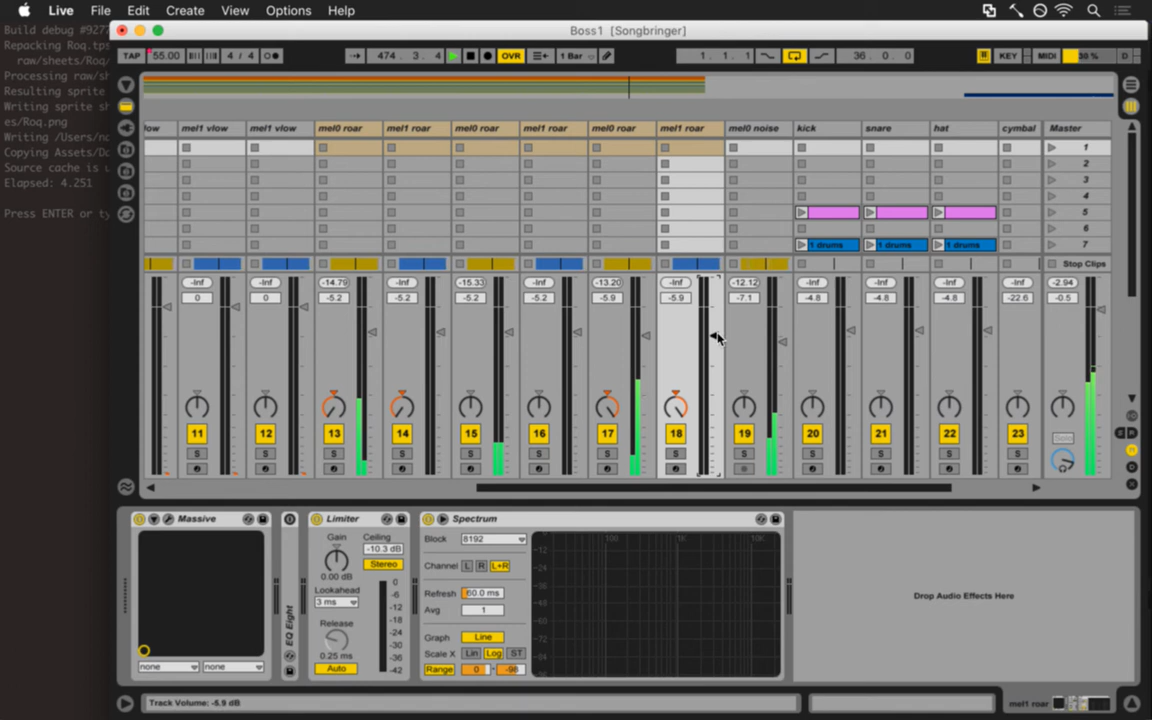 Live File Edit Create View Options Help
Build debug #9277
Repacking Roq.tps
raw/sheets/Roq/
Processing raw/sh
Resulting sprite
Writing sprite sh
es/Roq.png
Writing /Users/no
Copying Assets/Do
Source cache is u
Elapsed: 4.251
Press ENTER or ty
Boss1 [Songbringer]
TAP 55.00 4 / 4 474 . 3 . 4 OVR 1 Bar 1 . 1 . 1 36 . 0 . 0 KEY MIDI 30 % D
low mel1 vlow mel1 vlow mel0 roar mel1 roar mel0 roar mel1 roar mel0 roar mel1 roar mel0 noise kick snare hat cymbal Master
1
2
3
4
5
6
1 drums 1 drums 1 drums 7
Stop Clips
-Inf -Inf -14.79 -Inf -15.33 -Inf -13.20 -Inf -12.12 -Inf -Inf -Inf -Inf -2.94
0 0 -5.2 -5.2 -5.2 -5.2 -5.9 -5.9 -7.1 -4.8 -4.8 -4.8 -22.6 -0.5
11 12 13 14 15 16 17 18 19 20 21 22 23 Solo
S S S S S S S S S S S S S
Massive
none none
EQ Eight
Limiter
Gain Ceiling
-10.3 dB
0.00 dB Stereo
Lookahead
3 ms
Release
0.25 ms
Auto
0
-6
-12
-18
-24
-30
-36
-42
Spectrum
Block 8192
Channel L R L+R
Refresh 60.0 ms
Avg 1
Graph Line
Scale X Lin Log ST
Range 0 -98
100 1K 10K
-12
-24
-36
-48
-60
-72
-84
Drop Audio Effects Here
Track Volume: -5.9 dB
mel1 roar